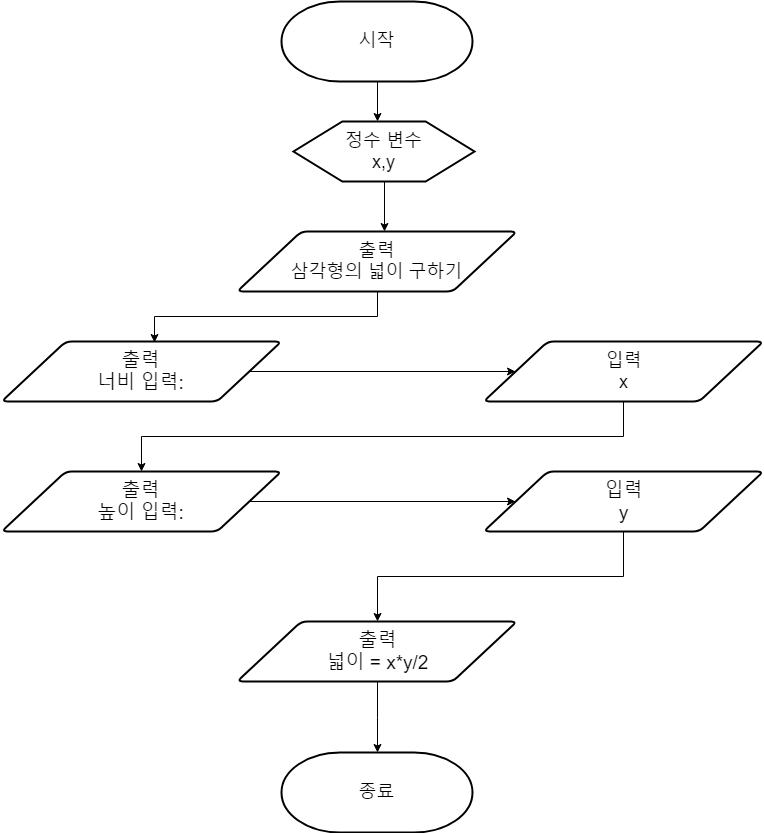 시작
정수 변수
x,y
출력
삼각형의 넓이 구하기
출력
너비 입력:
입력
x
출력
높이 입력:
입력
y
출력
넓이 = x*y/2
종료